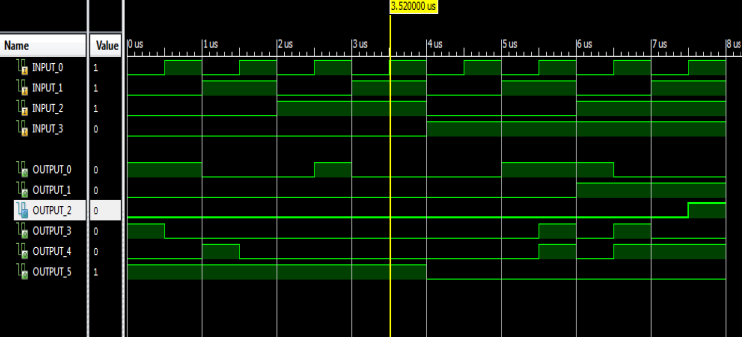 3.520000 us
Name Value 0 us 1 us 2 us 3 us 4 us 5 us 6 us 7 us 8 us
INPUT_0 1
INPUT_1 1
INPUT_2 1
INPUT_3 0
OUTPUT_0 0
OUTPUT_1 0
OUTPUT_2 0
OUTPUT_3 0
OUTPUT_4 0
OUTPUT_5 1